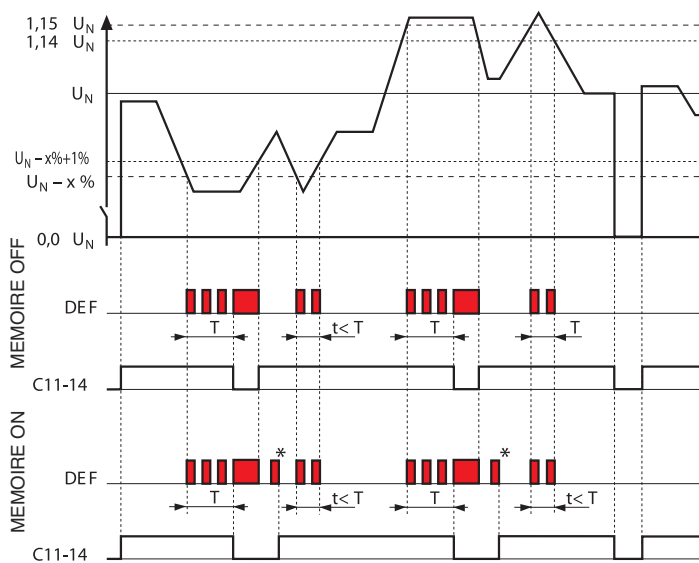 1,15 U_N
1,14 U_N
U_N
U_N – x%+1%
U_N – x %
0,0 U_N
MEMOIRE OFF
DEF
T
t< T
T
T
C11-14
MEMOIRE ON
*
*
DEF
T
t< T
T
t< T
C11-14